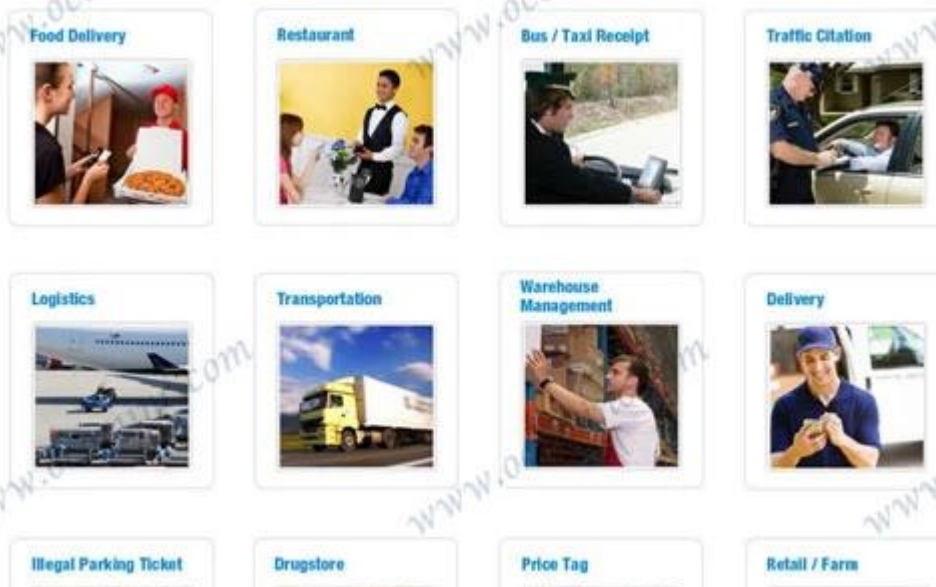 Food Delivery
Restaurant
Bus / Taxi Receipt
Traffic Citation
Logistics
Transportation
Warehouse
Management
Delivery
Illegal Parking Ticket
Drugstore
Price Tag
Retail / Farm